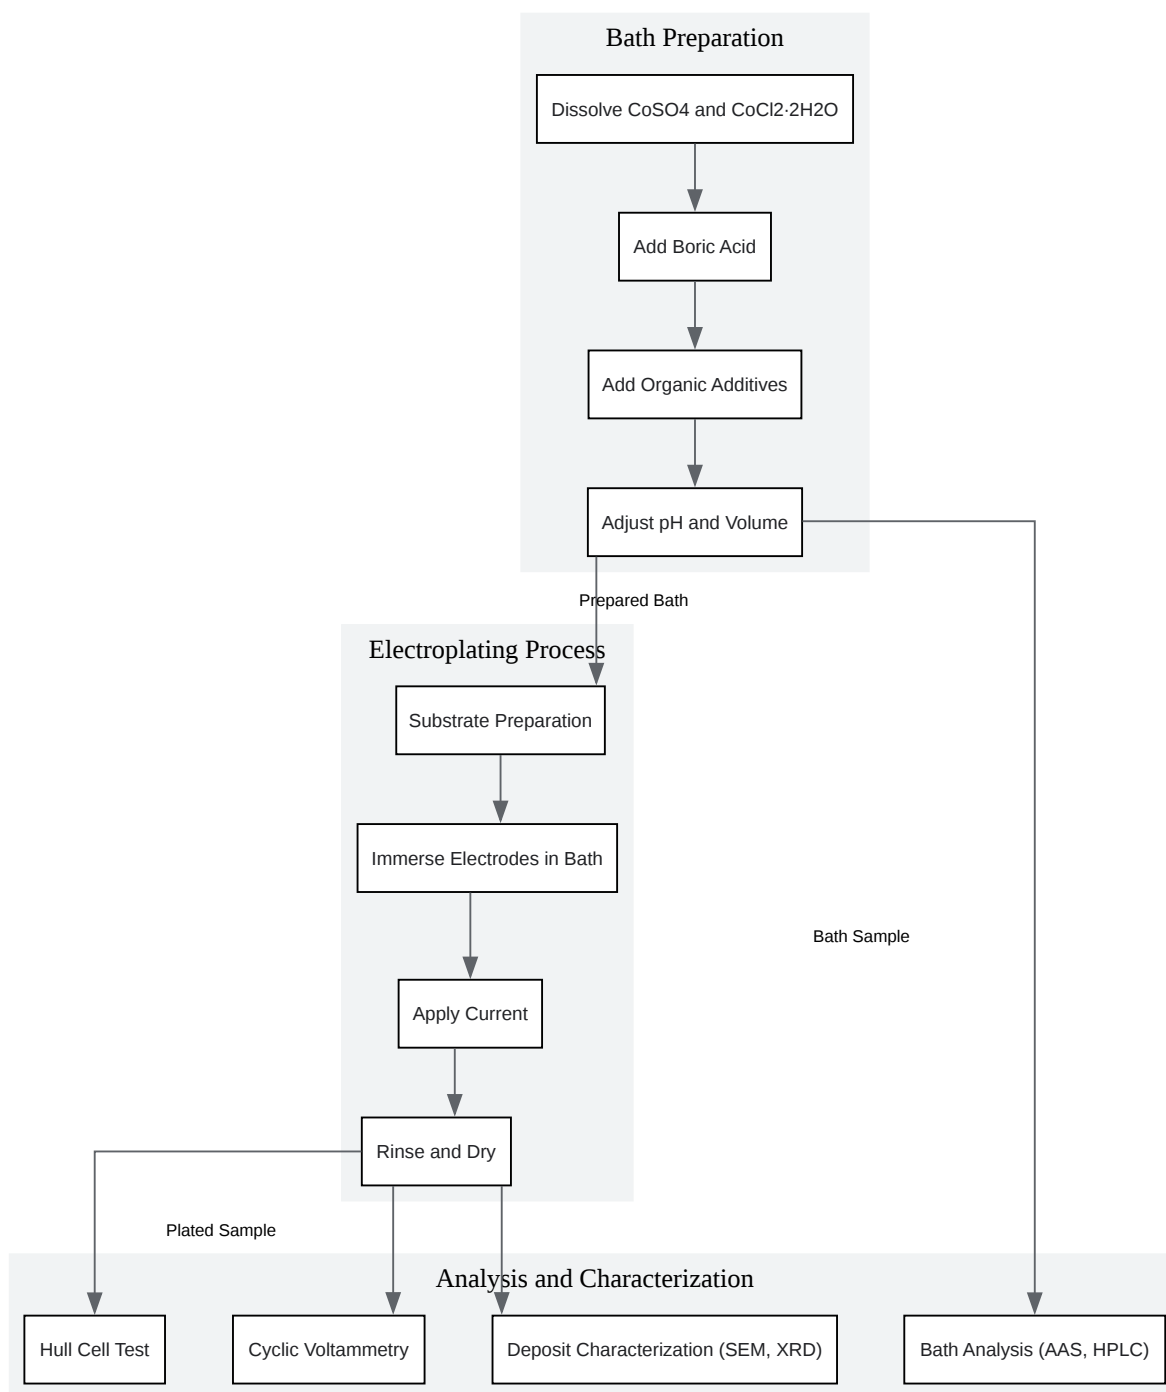 Bath Preparation
Dissolve CoSO4 and CoCl2·2H2O
Add Boric Acid
Add Organic Additives
Adjust pH and Volume
Prepared Bath
Electroplating Process
Substrate Preparation
Immerse Electrodes in Bath
Bath Sample
Apply Current
Rinse and Dry
Plated Sample
Analysis and Characterization
Hull Cell Test
Cyclic Voltammetry
Deposit Characterization (SEM, XRD)
Bath Analysis (AAS, HPLC)